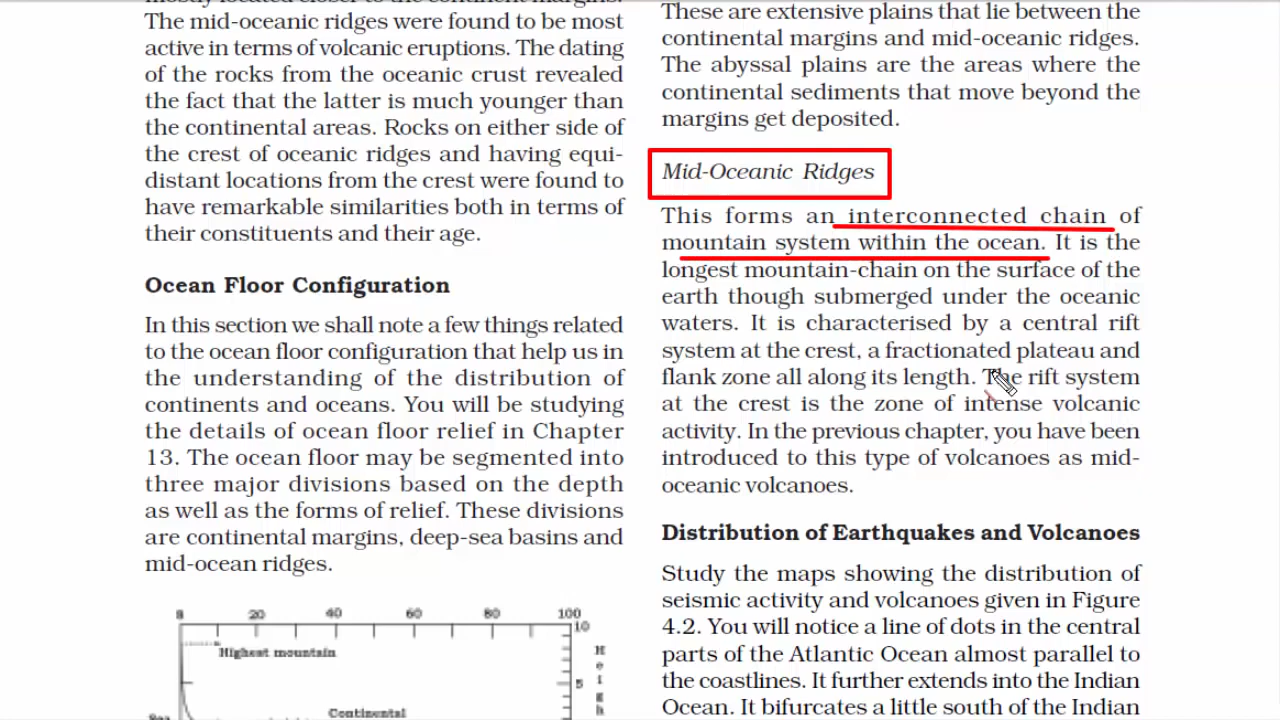 The mid-oceanic ridges were found to be most
active in terms of volcanic eruptions. The dating
of the rocks from the oceanic crust revealed
the fact that the latter is much younger than
the continental areas. Rocks on either side of
the crest of oceanic ridges and having equi-
distant locations from the crest were found to
have remarkable similarities both in terms of
their constituents and their age.
Ocean Floor Configuration
In this section we shall note a few things related
to the ocean floor configuration that help us in
the understanding of the distribution of
continents and oceans. You will be studying
the details of ocean floor relief in Chapter
13. The ocean floor may be segmented into
three major divisions based on the depth
as well as the forms of relief. These divisions
are continental margins, deep-sea basins and
mid-ocean ridges.
20 40 60 80 100
10
Highest mountain
5
Continental
These are extensive plains that lie between the
continental margins and mid-oceanic ridges.
The abyssal plains are the areas where the
continental sediments that move beyond the
margins get deposited.
Mid-Oceanic Ridges
This forms an interconnected chain of
mountain system within the ocean. It is the
longest mountain-chain on the surface of the
earth though submerged under the oceanic
waters. It is characterised by a central rift
system at the crest, a fractionated plateau and
flank zone all along its length. The rift system
at the crest is the zone of intense volcanic
activity. In the previous chapter, you have been
introduced to this type of volcanoes as mid-
oceanic volcanoes.
Distribution of Earthquakes and Volcanoes
Study the maps showing the distribution of
seismic activity and volcanoes given in Figure
4.2. You will notice a line of dots in the central
parts of the Atlantic Ocean almost parallel to
the coastlines. It further extends into the Indian
Ocean. It bifurcates a little south of the Indian